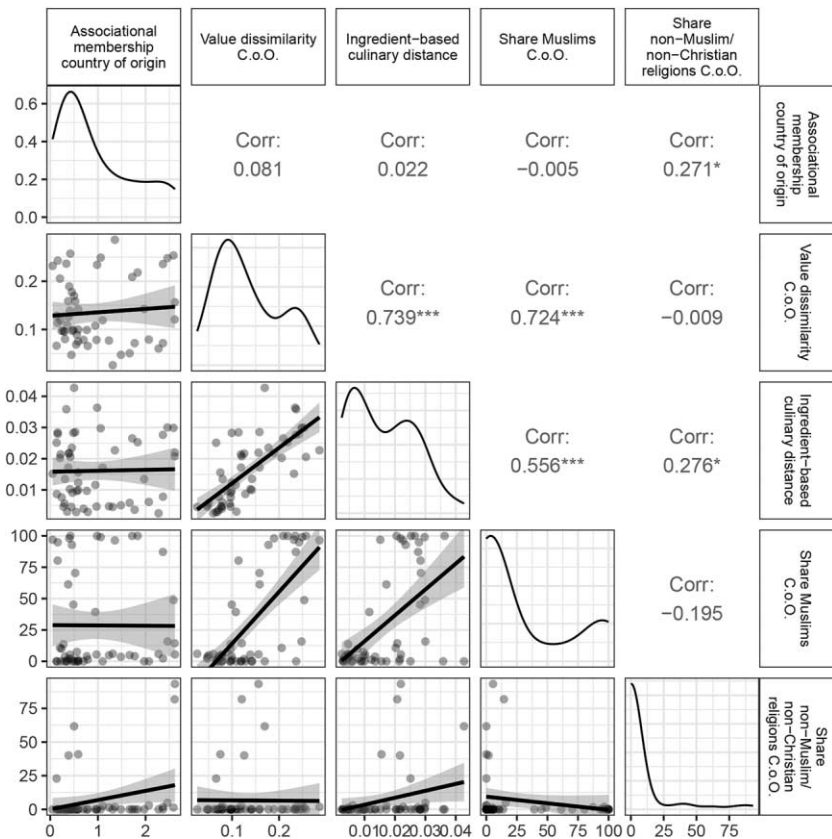 Associational
membership
country of origin
Value dissimilarity
C.o.O.
Ingredient−based
culinary distance
Share Muslims
C.o.O.
Share
non−Muslim/
non−Christian
religions C.o.O.
0.6
0.4
0.2
0.0
Corr:
0.081
Corr:
0.022
Corr:
−0.005
Corr:
0.271*
Associational
membership
country of origin
0.2
0.1
Corr:
0.739***
Corr:
0.724***
Corr:
−0.009
Value dissimilarity
C.o.O.
0.04
0.03
0.02
0.01
Corr:
0.556***
Corr:
0.276*
Ingredient−based
culinary distance
100
75
50
25
0
Corr:
−0.195
Share Muslims
C.o.O.
75
50
25
0
Share
non−Muslim/
non−Christian
religions C.o.O.
0 1 2
0.1 0.2
0.010 0.02 0.03 0.04
0 25 50 75 100
0 25 50 75